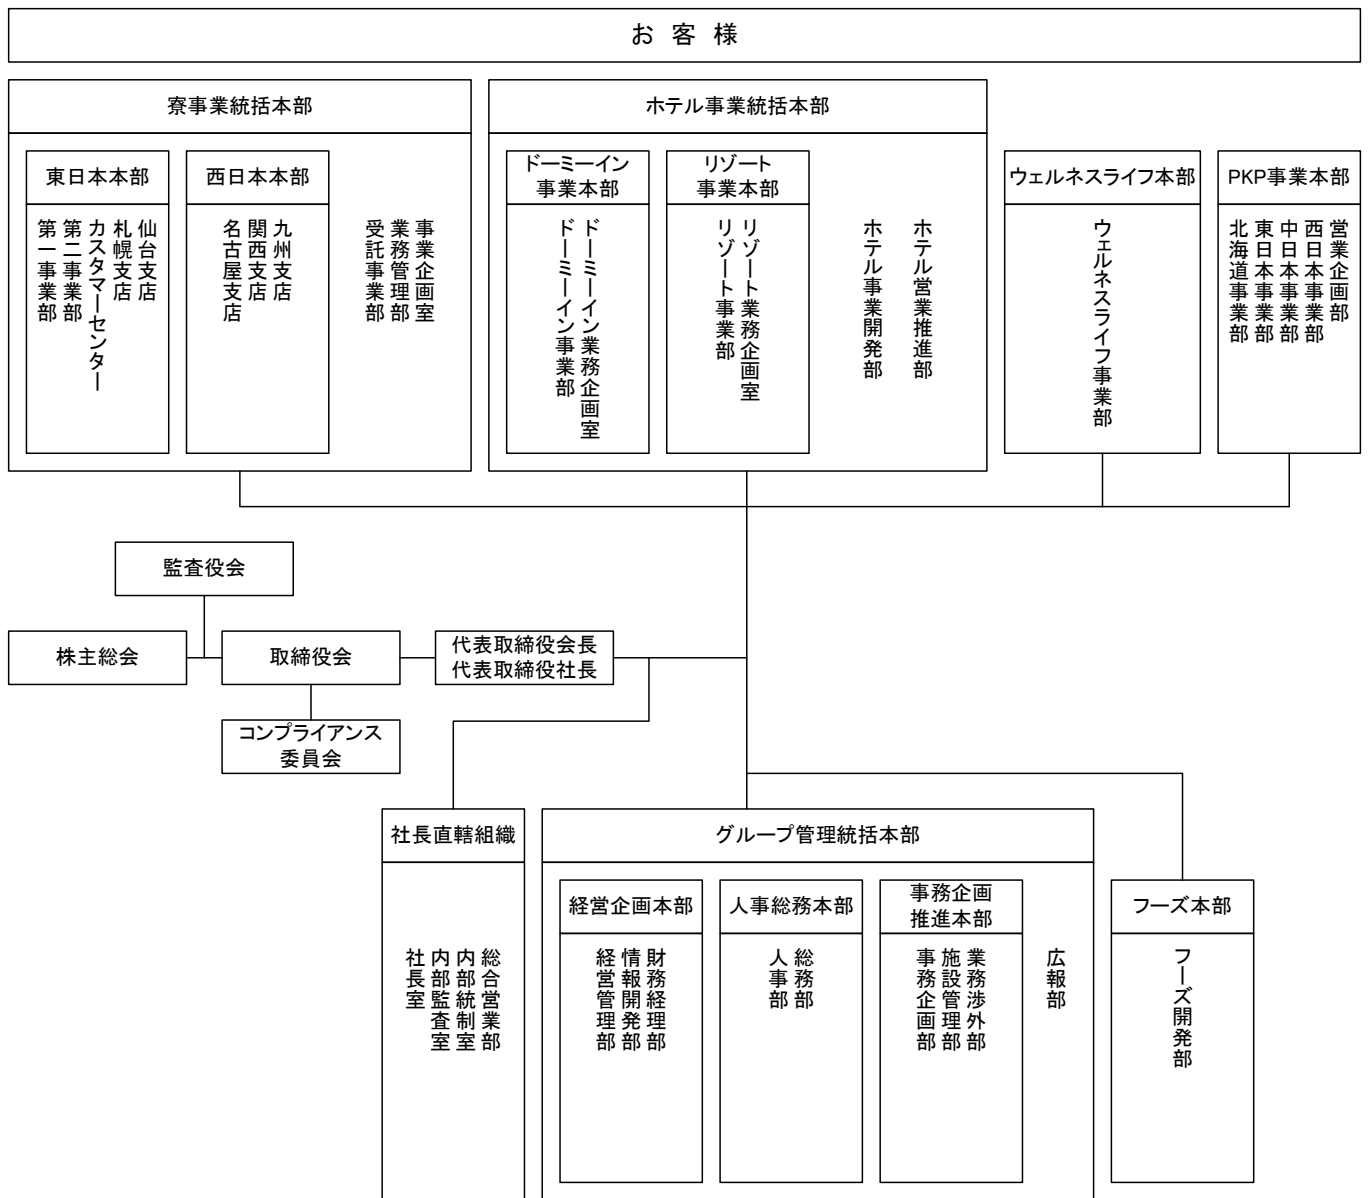 お 客 様
寮事業統括本部
東日本本部
仙台支店
札幌支店
カスタマーセンター
第二事業部
第一事業部
西日本本部
九州支店
関西支店
名古屋支店
事業企画室
業務管理部
受託事業部
ホテル事業統括本部
ドーミーイン
事業本部
ドーミーイン業務企画室
ドーミーイン事業部
リゾート
事業本部
リゾート業務企画室
リゾート事業部
ホテル営業推進部
ホテル事業開発部
ウェルネスライフ本部
ウェルネスライフ事業部
PKP事業本部
営業企画部
西日本事業部
中日本事業部
東日本事業部
北海道事業部
監査役会
株主総会
取締役会
代表取締役会長
代表取締役社長
コンプライアンス
委員会
社長直轄組織
総合営業部
内部統制室
内部監査室
社長室
グループ管理統括本部
経営企画本部
財務経理部
情報開発部
経営管理部
人事総務本部
総務部
人事部
事務企画
推進本部
業務渉外部
施設管理部
事務企画部
広報部
フーズ本部
フーズ開発部